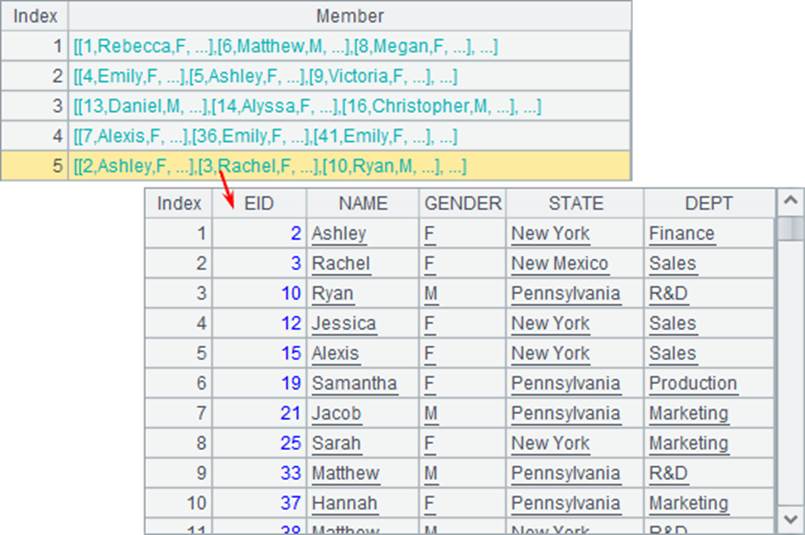 Index Member
1 [[1,Rebecca,F, ...],[6,Matthew,M, ...],[8,Megan,F, ...], ...]
2 [[4,Emily,F, ...],[5,Ashley,F, ...],[9,Victoria,F, ...], ...]
3 [[13,Daniel,M, ...],[14,Alyssa,F, ...],[16,Christopher,M, ...], ...]
4 [[7,Alexis,F, ...],[36,Emily,F, ...],[41,Emily,F, ...], ...]
5 [[2,Ashley,F, ...],[3,Rachel,F, ...],[10,Ryan,M, ...], ...]
Index EID NAME GENDER STATE DEPT
1 2 Ashley F New York Finance
2 3 Rachel F New Mexico Sales
3 10 Ryan M Pennsylvania R&D
4 12 Jessica F New York Sales
5 15 Alexis F New York Sales
6 19 Samantha F Pennsylvania Production
7 21 Jacob M Pennsylvania Marketing
8 25 Sarah F New York Marketing
9 33 Matthew M Pennsylvania R&D
10 37 Hannah F Pennsylvania Marketing
11 38 Matthew M New York R&D